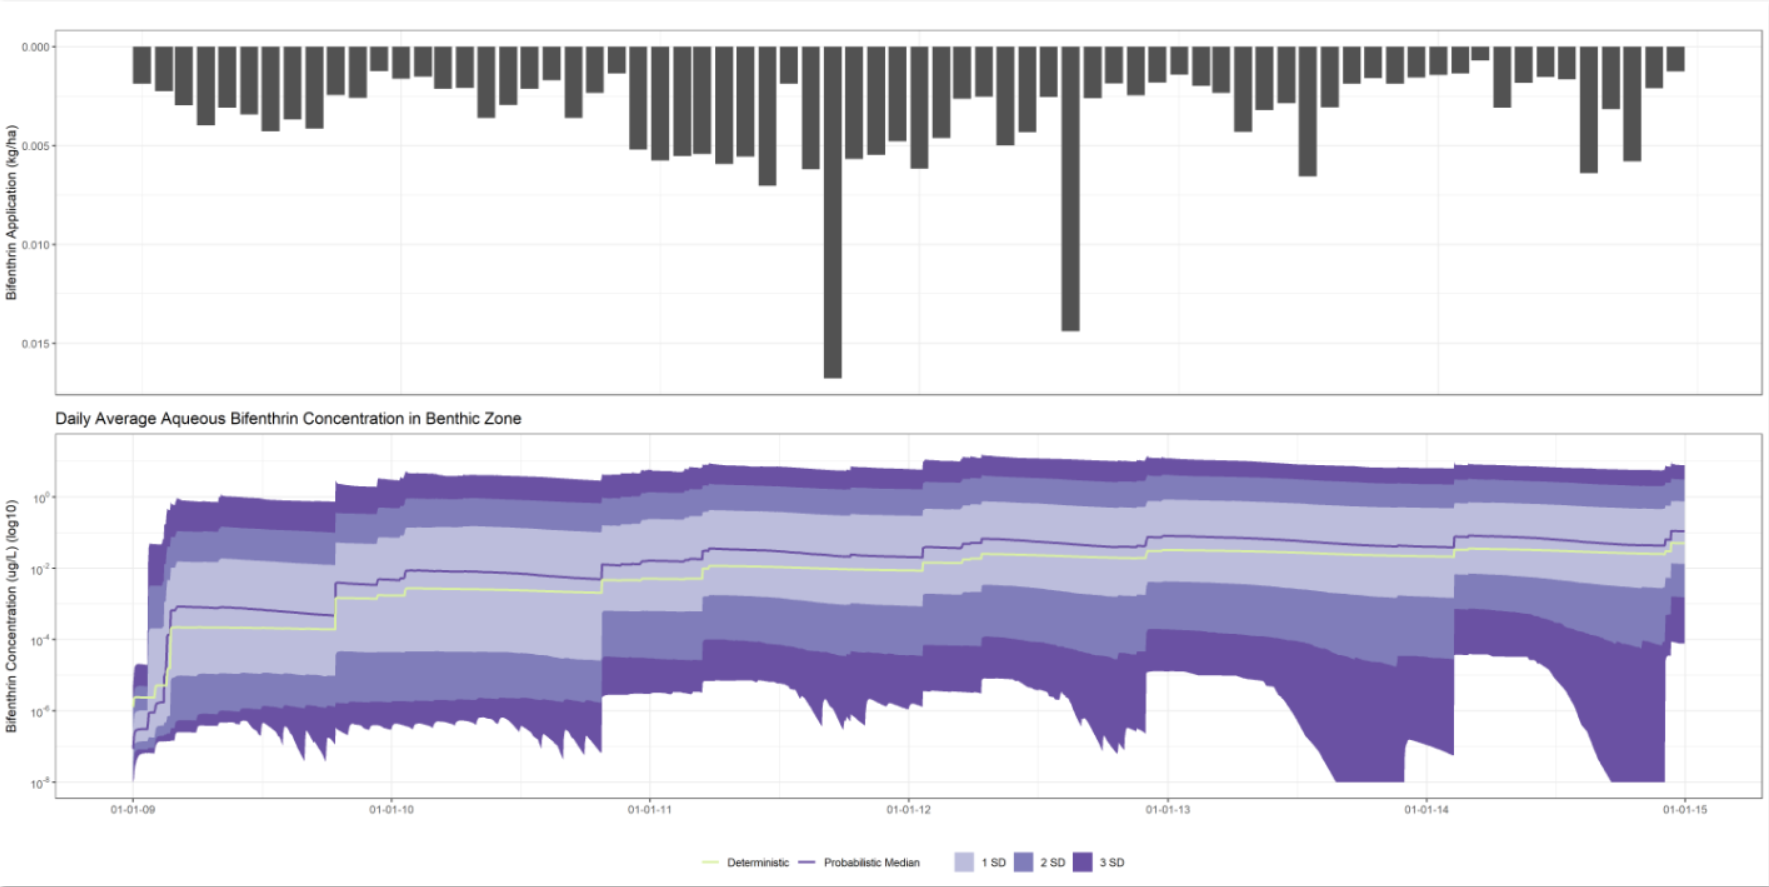 Bifenthrin Application (kg/ha)
0.000
0.005
0.010
0.015
Daily Average Aqueous Bifenthrin Concentration in Benthic Zone
Bifenthrin Concentration (ug/L) (log10)
10⁰
10⁻²
10⁻⁴
10⁻⁶
10⁻⁸
01-01-09 01-01-10 01-01-11 01-01-12 01-01-13 01-01-14 01-01-15
Deterministic Probabilistic Median 1 SD 2 SD 3 SD